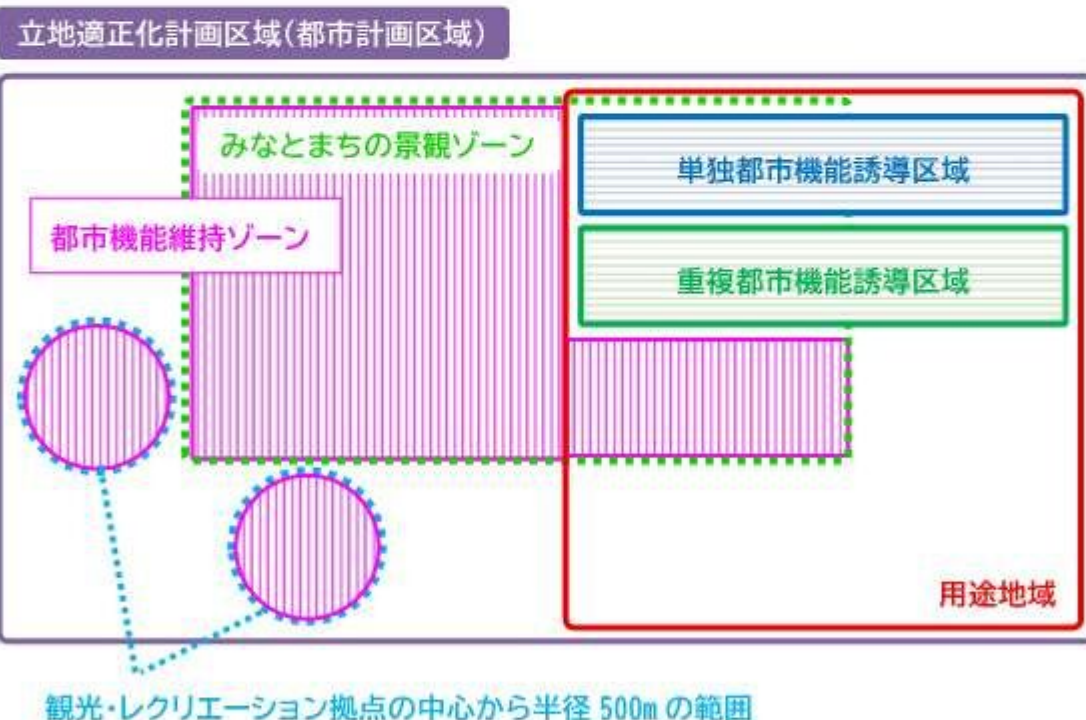 立地適正化計画区域(都市計画区域)
みなとまちの景観ゾーン
単独都市機能誘導区域
都市機能維持ゾーン
重複都市機能誘導区域
用途地域
観光・レクリエーション拠点の中心から半径 500m の範囲